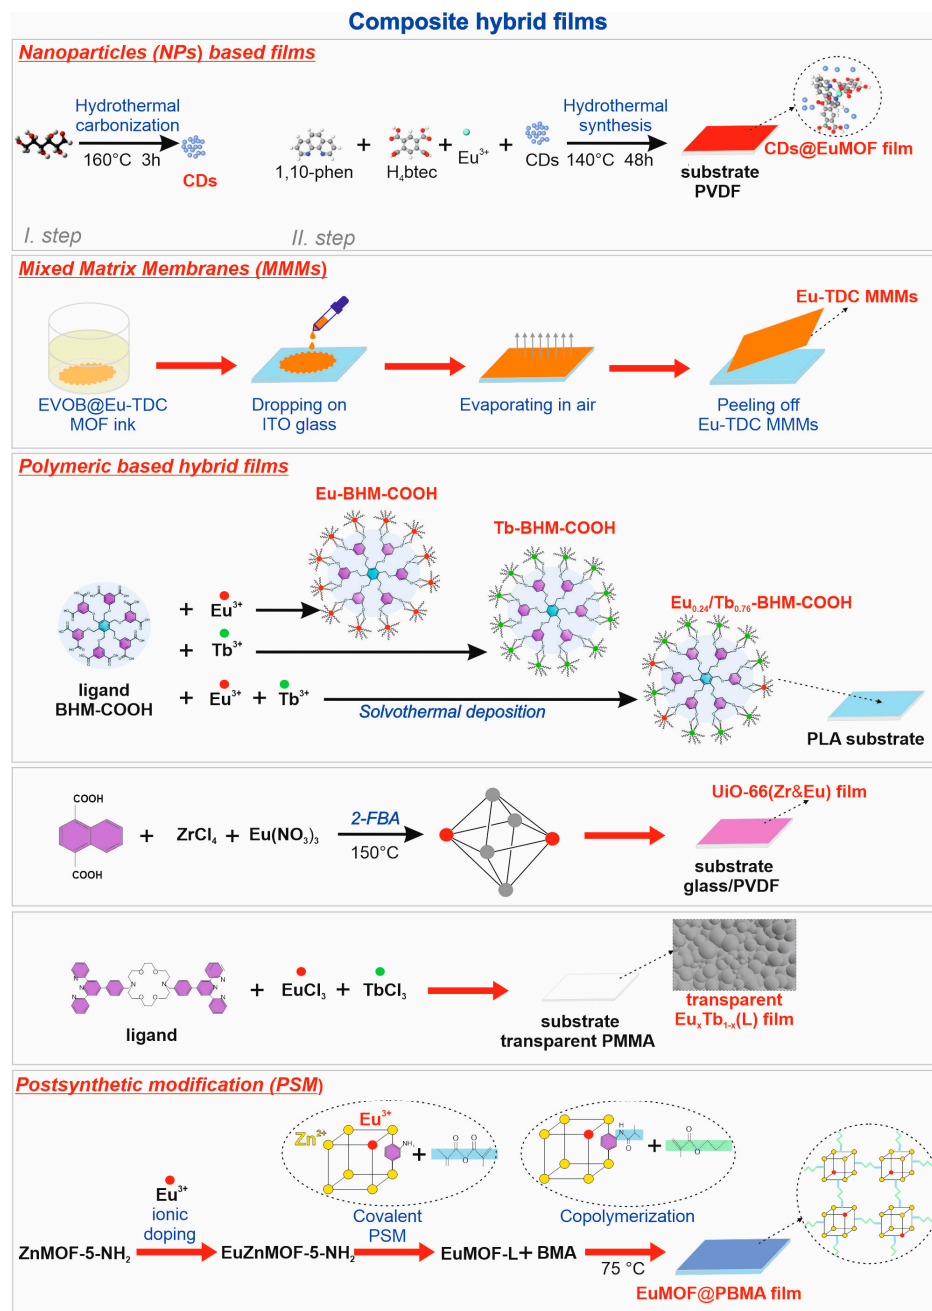 Composite hybrid films
Nanoparticles (NPs) based films
Hydrothermal
carbonization
160°C 3h
CDs
1,10-phen
+
H₄btec
+
Eu³⁺
+
CDs
Hydrothermal
synthesis
140°C 48h
substrate
PVDF
CDs@EuMOF film
I. step
II. step
Mixed Matrix Membranes (MMMs)
EVOB@Eu-TDC
MOF ink
Dropping on
ITO glass
Evaporating in air
Eu-TDC MMMs
Peeling off
Eu-TDC MMMs
Polymeric based hybrid films
Eu-BHM-COOH
Tb-BHM-COOH
Eu₀.₂₄/Tb₀.₇₆-BHM-COOH
ligand
BHM-COOH
+ Eu³⁺
+ Tb³⁺
+ Eu³⁺ + Tb³⁺
Solvothermal deposition
PLA substrate
COOH
COOH
+ ZrCl₄ + Eu(NO₃)₃
2-FBA
150°C
UiO-66(Zr&Eu) film
substrate
glass/PVDF
ligand
+ EuCl₃ + TbCl₃
substrate
transparent PMMA
transparent
EuₓTb₁₋ₓ(L) film
Postsynthetic modification (PSM)
Zn²⁺
Eu³⁺
NH₂
+
O O
O
H
N
O
+
O
O
Eu³⁺
ionic
doping
Covalent
PSM
Copolymerization
ZnMOF-5-NH₂
EuZnMOF-5-NH₂
EuMOF-L+ BMA
75 °C
EuMOF@PBMA film